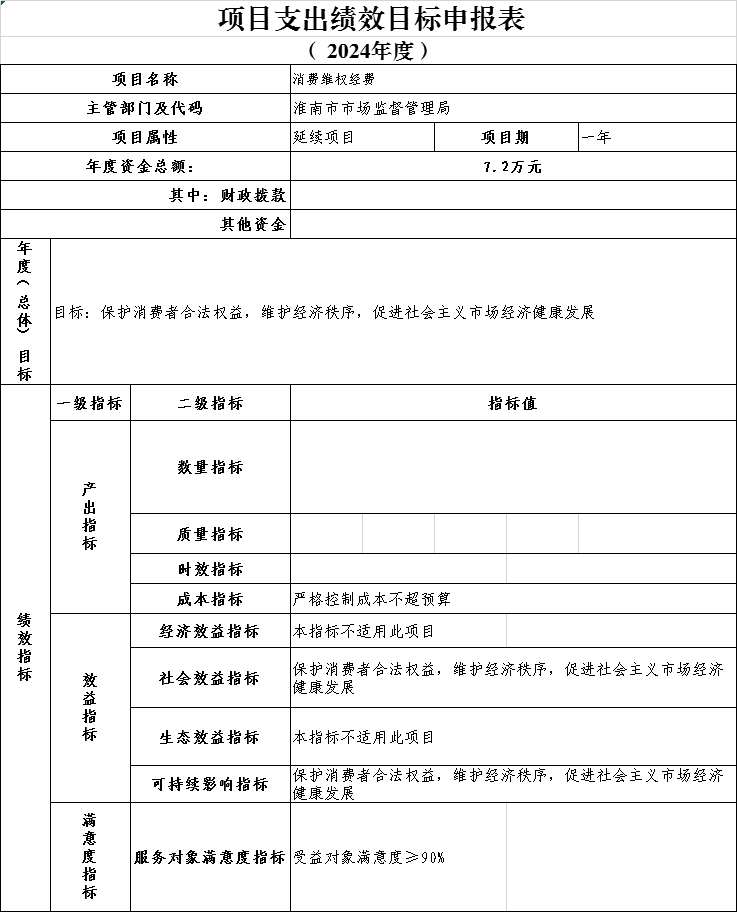 项目支出绩效目标申报表
（ 2024年度）
项目名称 消费维权经费
主管部门及代码 淮南市市场监督管理局
项目属性 延续项目 项目期 一年
年度资金总额： 7.2万元
其中：财政拨款
其他资金
年度（总体）目标 目标：保护消费者合法权益，维护经济秩序，促进社会主义市场经济健康发展
绩效指标
一级指标 二级指标 指标值
产出指标
数量指标
质量指标
时效指标
成本指标 严格控制成本不超预算
效益指标
经济效益指标 本指标不适用此项目
社会效益指标 保护消费者合法权益，维护经济秩序，促进社会主义市场经济
健康发展
生态效益指标 本指标不适用此项目
可持续影响指标 保护消费者合法权益，维护经济秩序，促进社会主义市场经济
健康发展
满意度指标
服务对象满意度指标 受益对象满意度≥90%